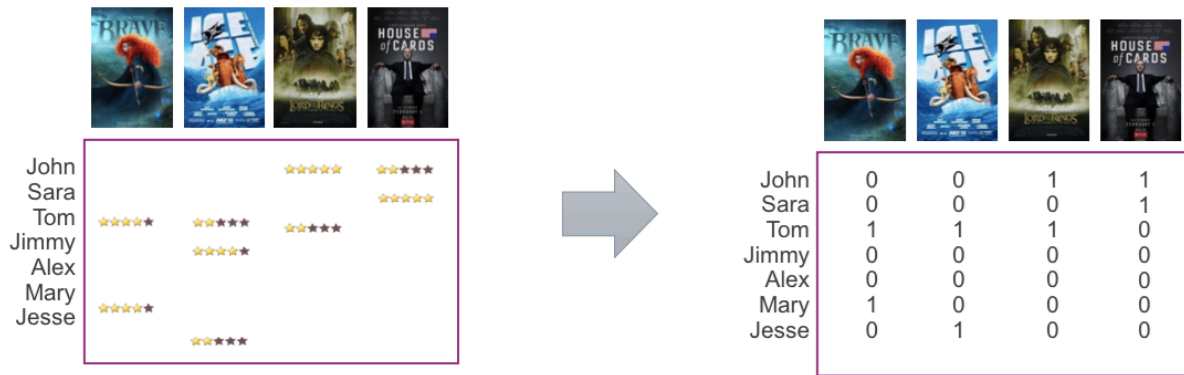 BRAVE
ICE AGE
HOUSE of CARDS
LORD OF THE RINGS
BRAVE
ICE AGE
HOUSE of CARDS
LORD OF THE RINGS
John
Sara
Tom
Jimmy
Alex
Mary
Jesse
John 0 0 1 1
Sara 0 0 0 1
Tom 1 1 1 0
Jimmy 0 0 0 0
Alex 0 0 0 0
Mary 1 0 0 0
Jesse 0 1 0 0